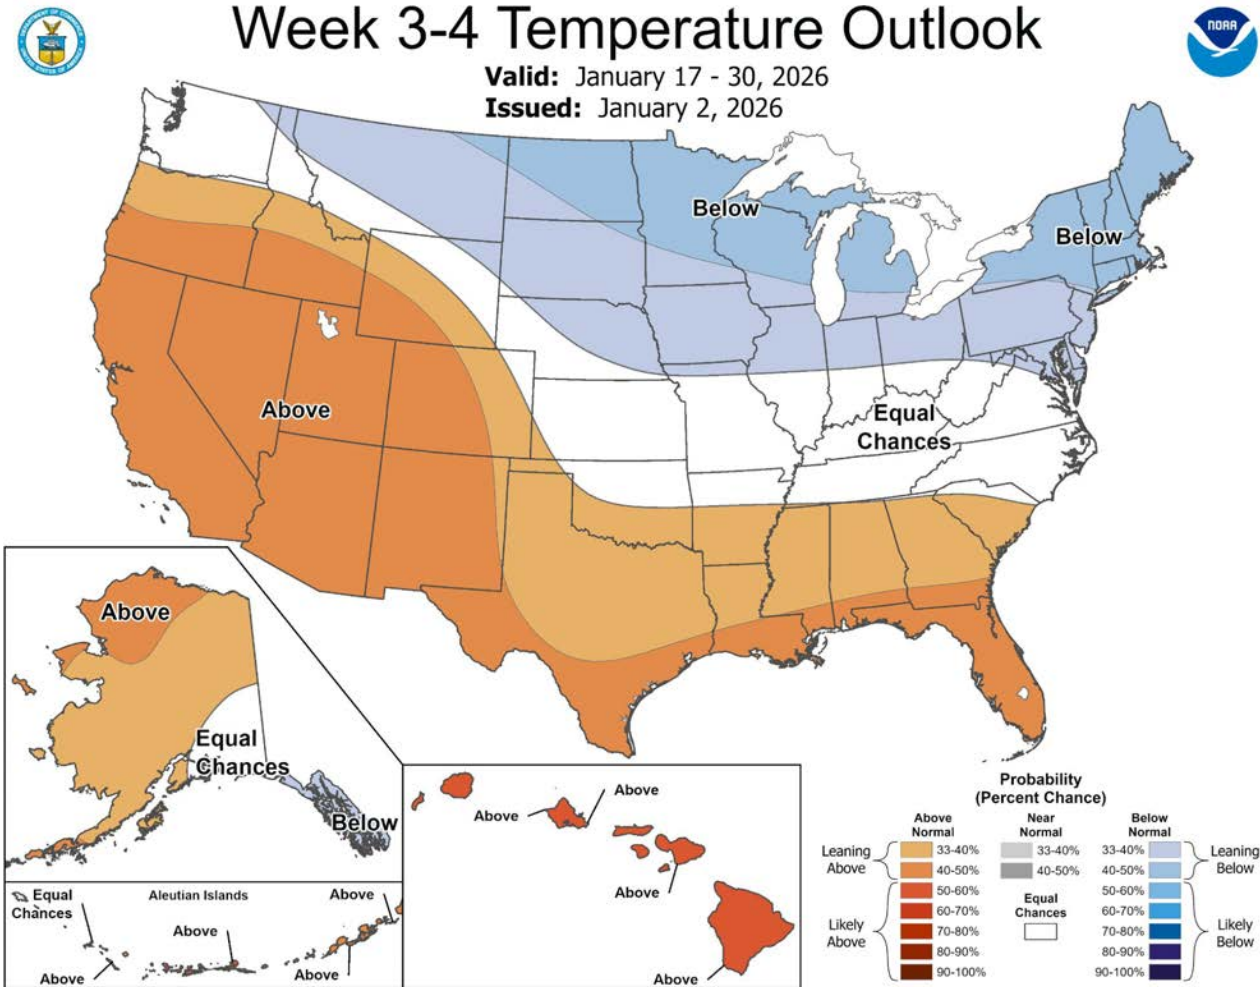 Week 3-4 Temperature Outlook
Valid: January 17 - 30, 2026
Issued: January 2, 2026
NOAA
Below
Below
Above
Equal
Chances
Above
Equal
Chances
Below
Above
Above
Above
Above
Equal
Chances
Aleutian Islands
Above
Above
Above
Above
Probability
(Percent Chance)
Above
Normal
Near
Normal
Below
Normal
Leaning
Above
33-40%
40-50%
33-40%
40-50%
33-40%
40-50%
Leaning
Below
Likely
Above
50-60%
60-70%
70-80%
80-90%
90-100%
Equal
Chances
50-60%
60-70%
70-80%
80-90%
90-100%
Likely
Below